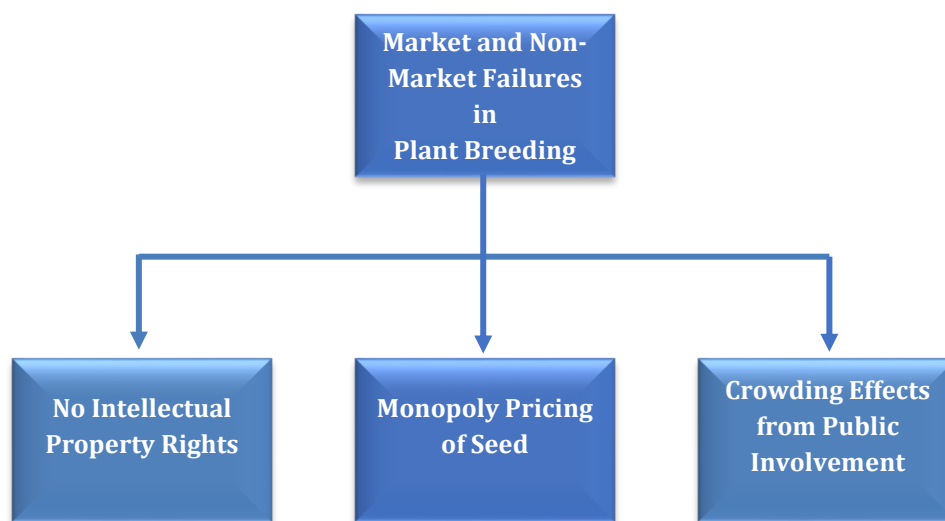 Market and Non-
Market Failures
in
Plant Breeding
No Intellectual
Property Rights
Monopoly Pricing
of Seed
Crowding Effects
from Public
Involvement